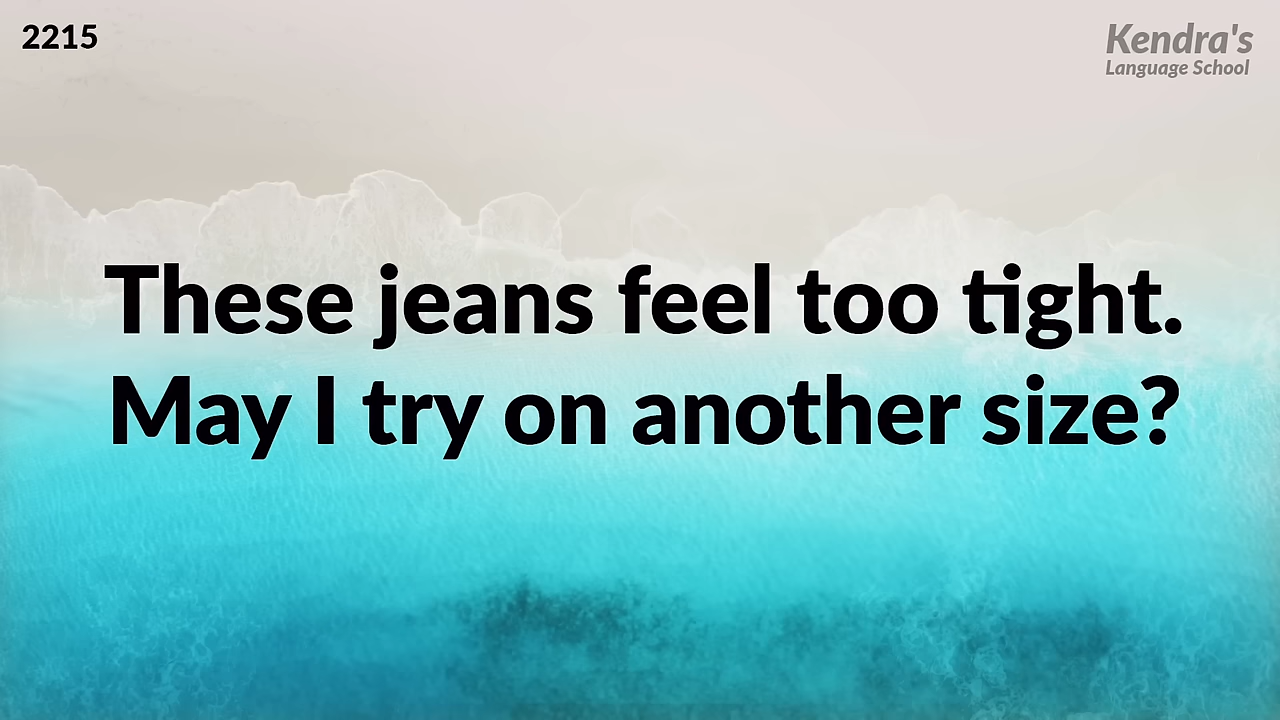 2215
Kendra's
Language School
These jeans feel too tight.
May I try on another size?